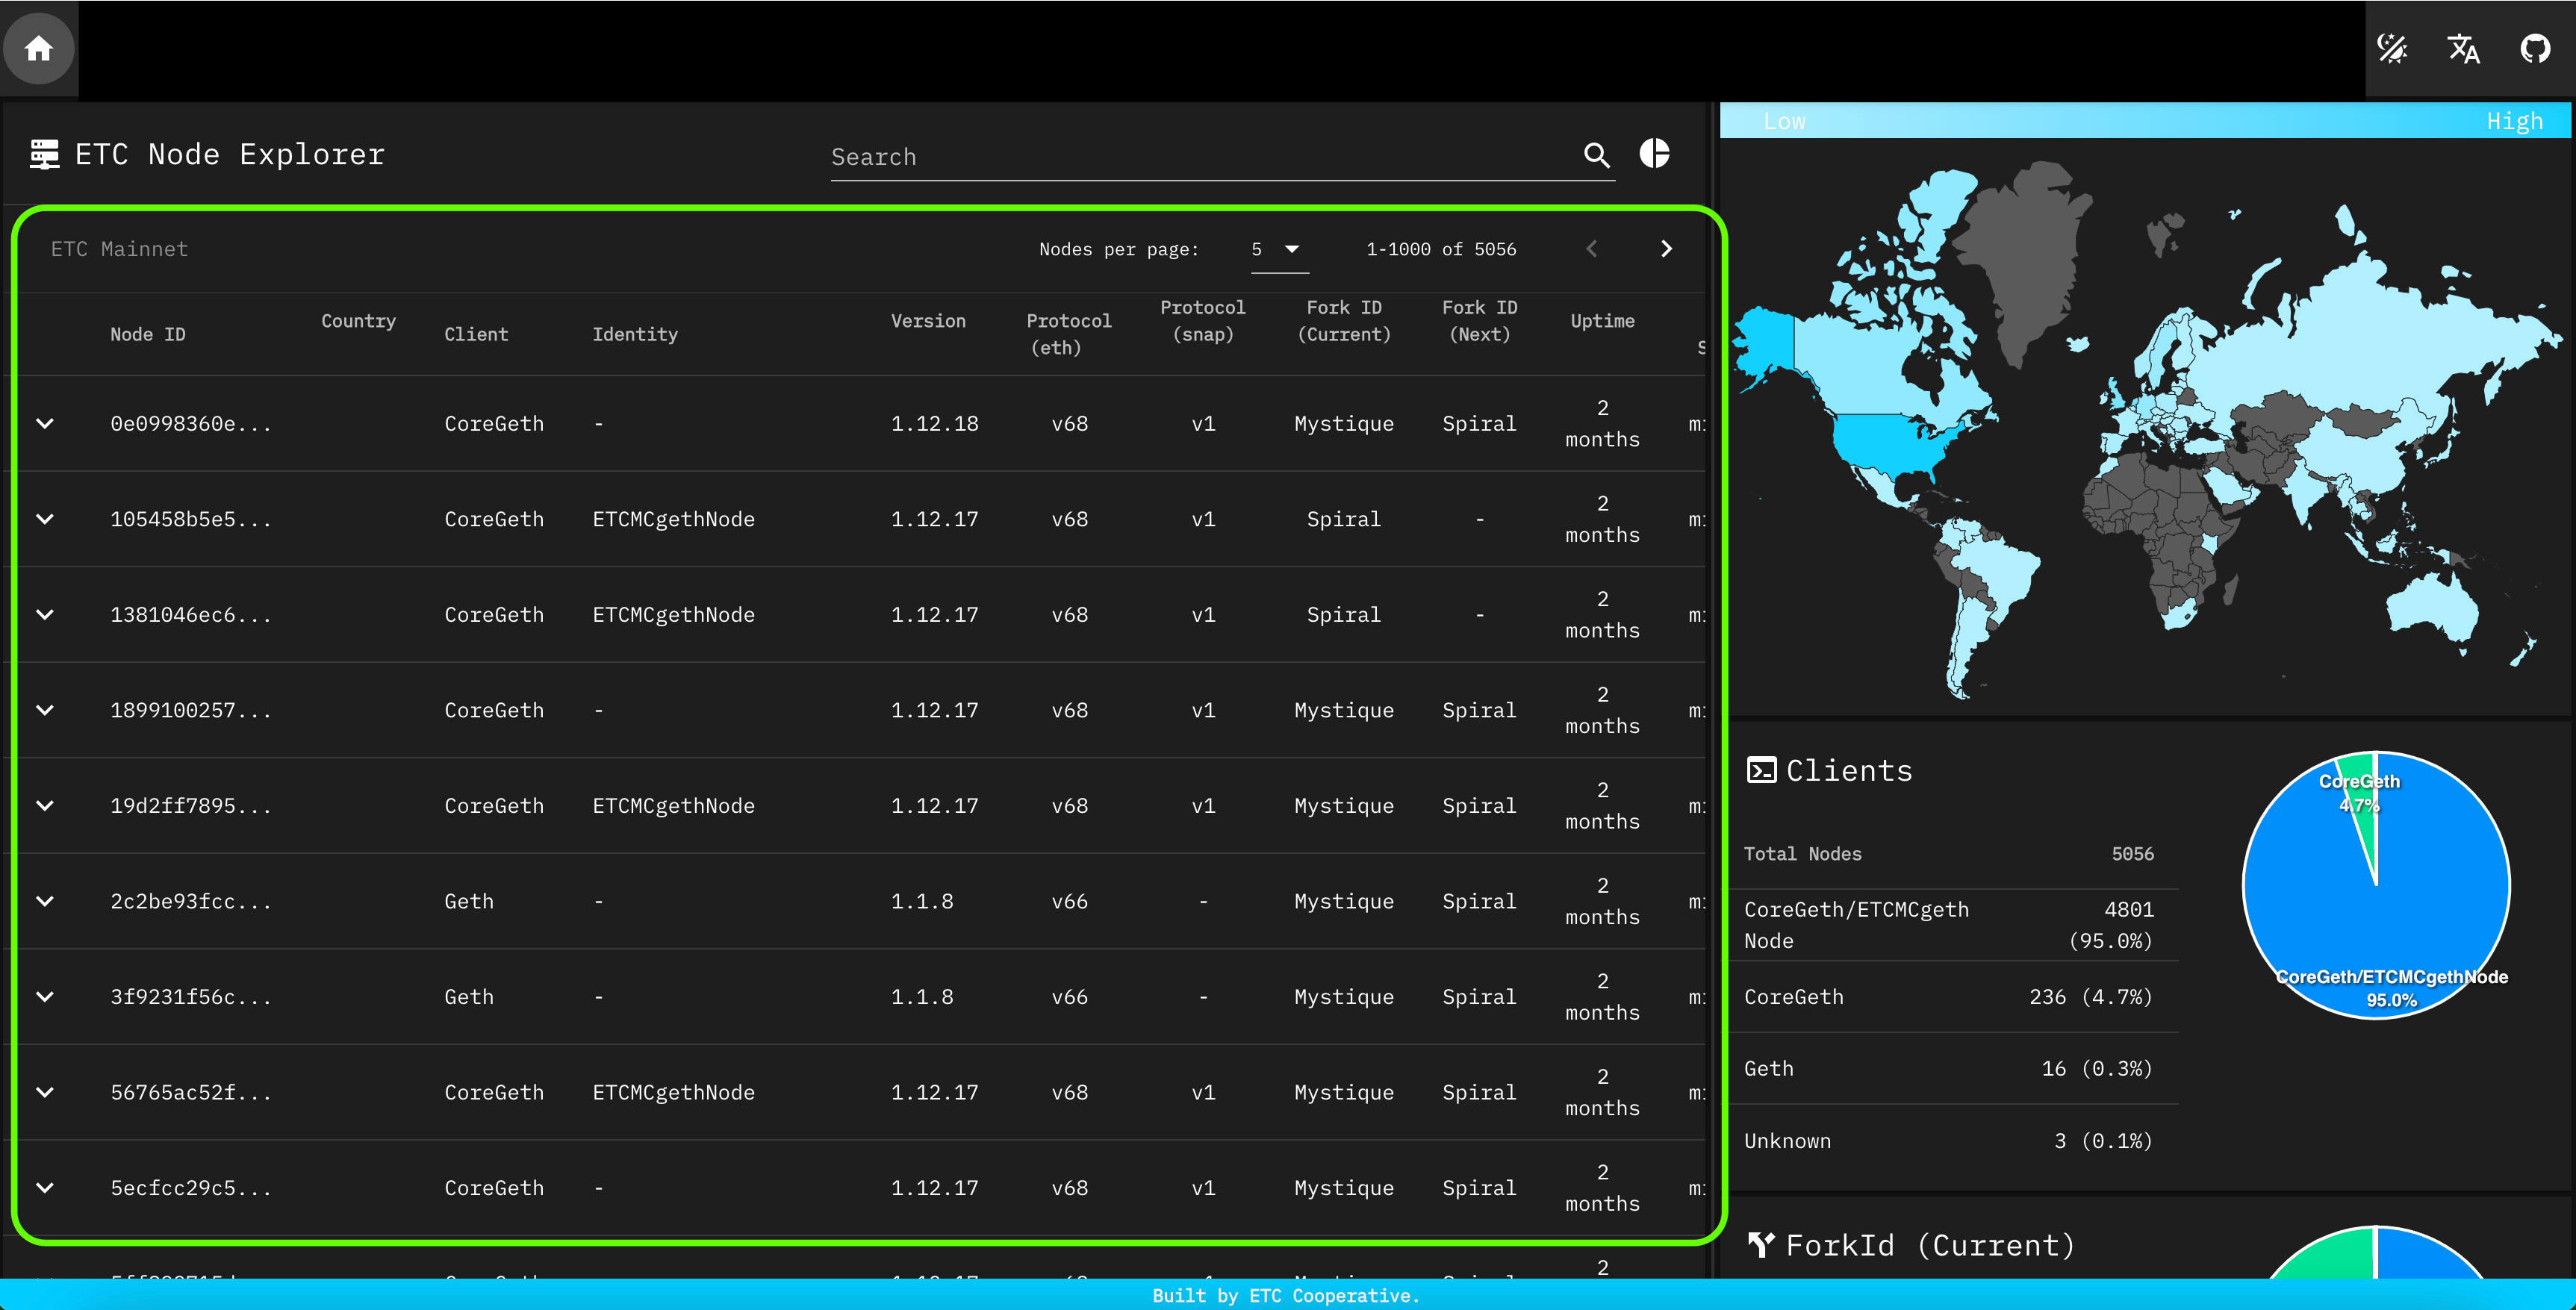 ETC Node Explorer
Search
ETC Mainnet
Nodes per page: 5 1-1000 of 5056
Node ID Country Client Identity Version Protocol (eth) Protocol (snap) Fork ID (Current) Fork ID (Next) Uptime
0e0998360e... CoreGeth - 1.12.18 v68 v1 Mystique Spiral 2 months
105458b5e5... CoreGeth ETCMCgethNode 1.12.17 v68 v1 Spiral - 2 months
1381046ec6... CoreGeth ETCMCgethNode 1.12.17 v68 v1 Spiral - 2 months
1899100257... CoreGeth - 1.12.17 v68 v1 Mystique Spiral 2 months
19d2ff7895... CoreGeth ETCMCgethNode 1.12.17 v68 v1 Mystique Spiral 2 months
2c2be93fcc... Geth - 1.1.8 v66 - Mystique Spiral 2 months
3f9231f56c... Geth - 1.1.8 v66 - Mystique Spiral 2 months
56765ac52f... CoreGeth ETCMCgethNode 1.12.17 v68 v1 Mystique Spiral 2 months
5ecfcc29c5... CoreGeth - 1.12.17 v68 v1 Mystique Spiral 2 months
2
Low High
Clients
Total Nodes 5056
CoreGeth/ETCMCgeth
Node 4801
(95.0%)
CoreGeth 236 (4.7%)
Geth 16 (0.3%)
Unknown 3 (0.1%)
CoreGeth
4.7%
CoreGeth/ETCMCgethNode
95.0%
ForkId (Current)
Built by ETC Cooperative.